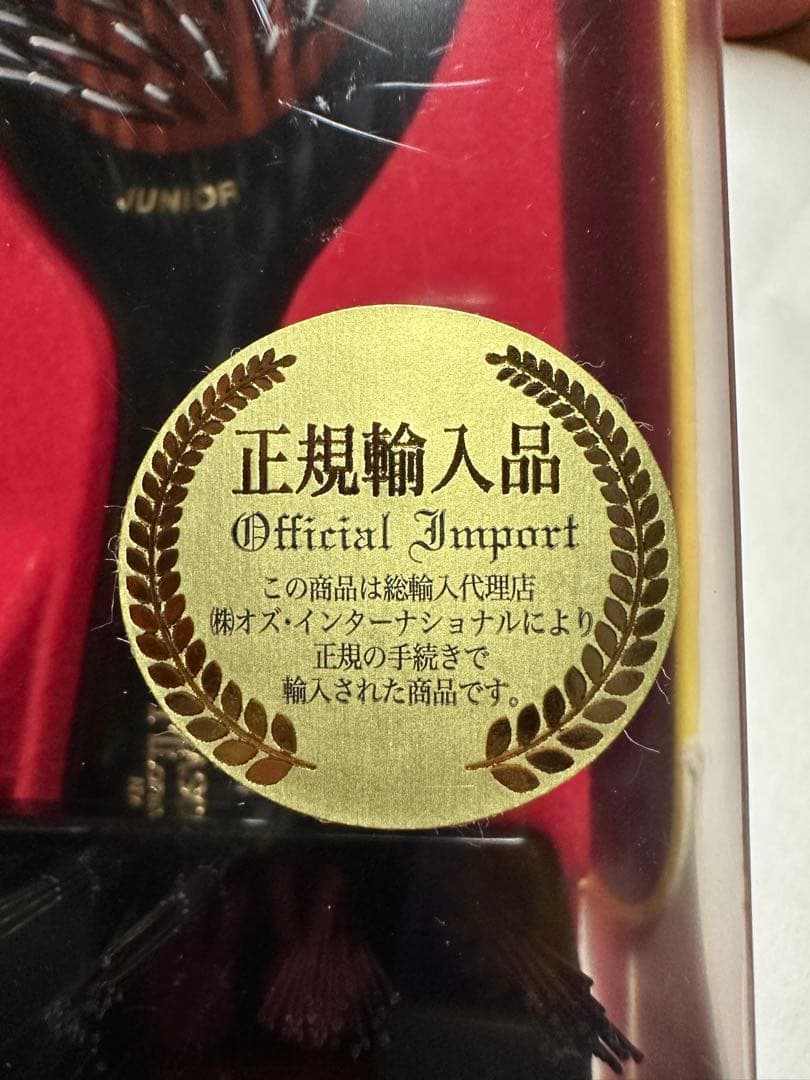 JUNIOR
正規輸入品
Official Import
この商品は総輸入代理店
㈱オズ・インターナショナルにより
正規の手続きで
輸入された商品です。